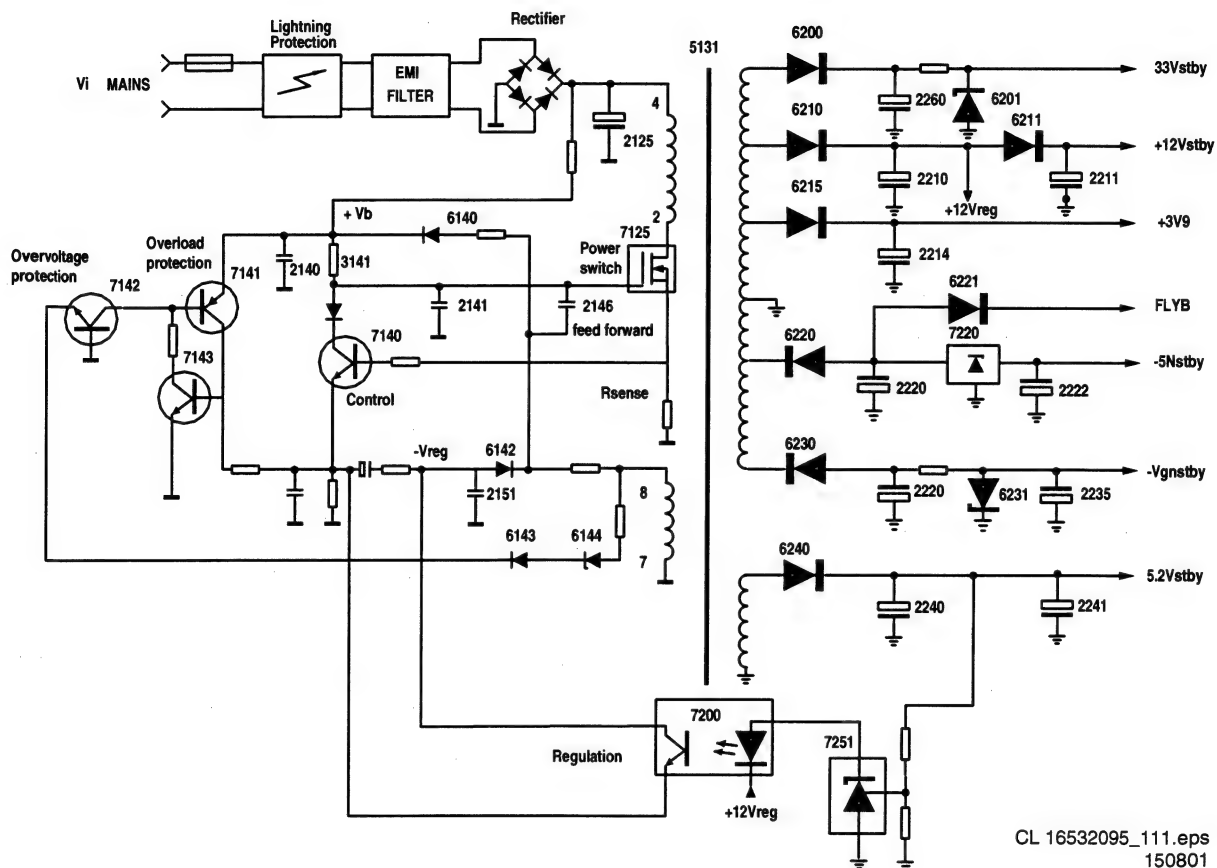 Rectifier
Lightning
Protection
Vi MAINS
EMI
FILTER
5131
6200
33Vstby
2260
6201
4
2125
6210
6211
+12Vstby
2210
2211
+12Vreg
6215
+3V9
2214
+ Vb
6140
2
7125
Power
switch
Overvoltage
protection
7142
Overload
protection
7141
2140
3141
2141
2146
feed forward
6221
FLYB
7220
6220
-5Nstby
2220
2222
7143
7140
Control
Rsense
-Vreg
6142
6230
-Vgnstby
2151
8
2220
6231
2235
6143
6144
7
6240
5.2Vstby
2240
2241
7200
Regulation
+12Vreg
7251
CL 16532095_111.eps
150801